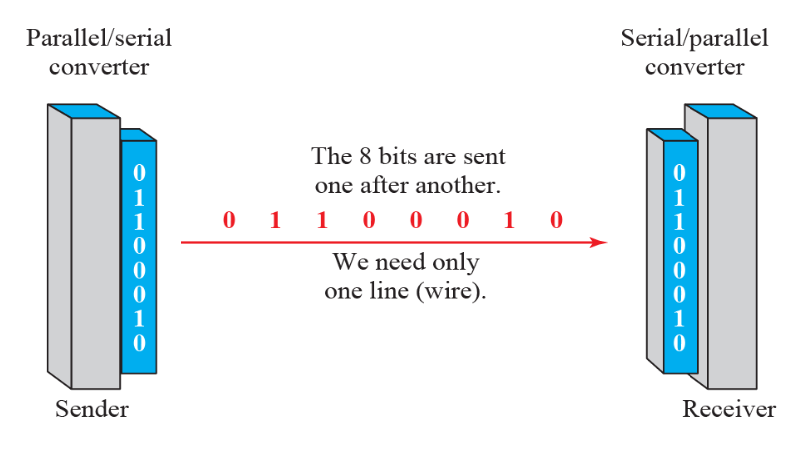 Parallel/serial
converter
Serial/parallel
converter
The 8 bits are sent
one after another.
0 1 1 0 0 0 1 0
We need only
one line (wire).
0
1
1
0
0
0
1
0
0
1
1
0
0
0
1
0
Sender
Receiver